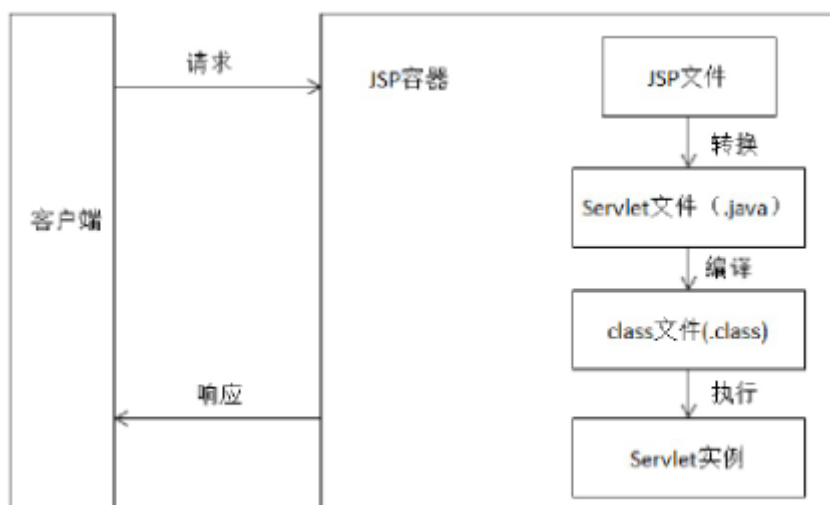 请求
JSP容器
JSP文件
转换
Servlet文件（.java）
客户端
编译
class文件(.class)
响应
执行
Servlet实例